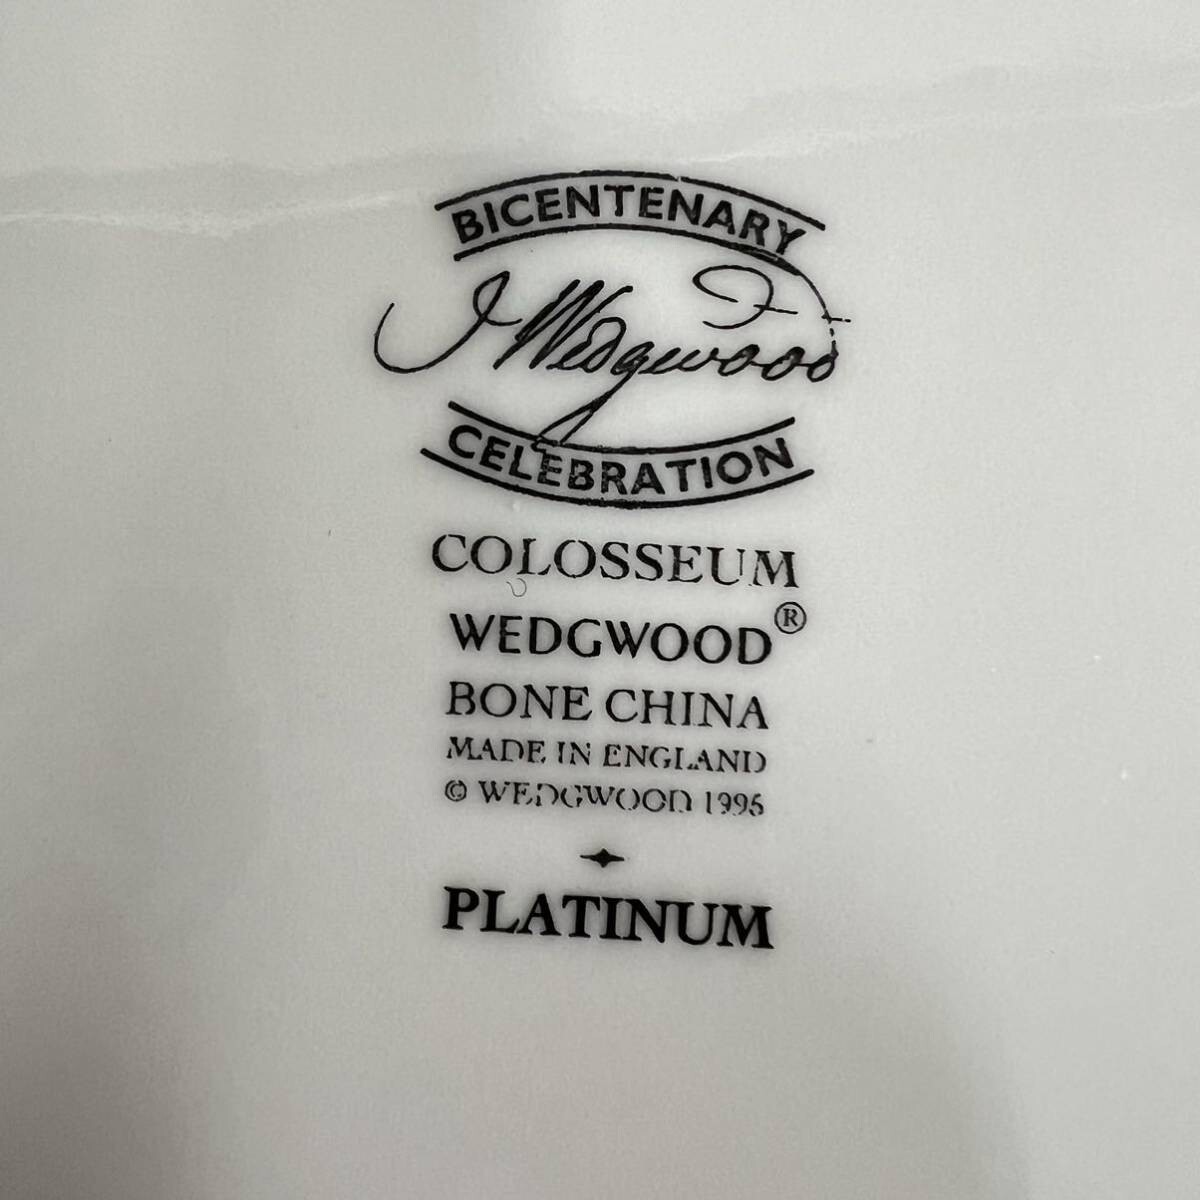 BICENTENARY
J Wedgwood
CELEBRATION
COLOSSEUM
WEDGWOOD®
BONE CHINA
MADE IN ENGLAND
© WEDGWOOD 1995
PLATINUM